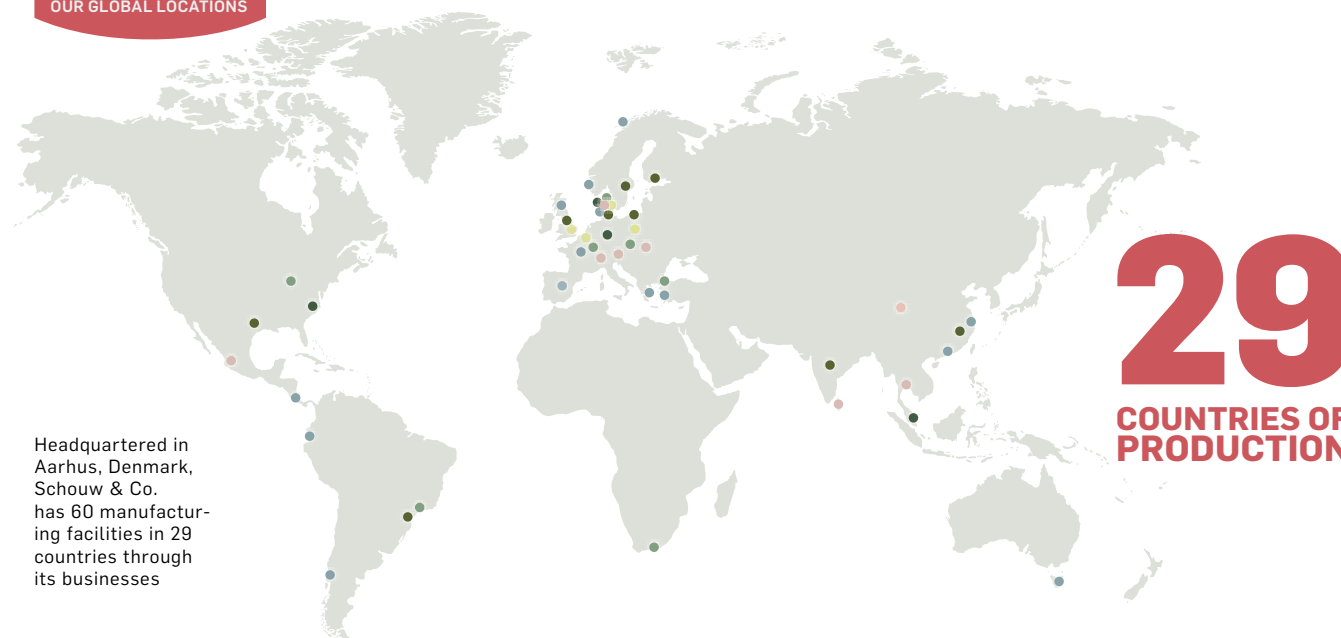 OUR GLOBAL LOCATIONS
29
COUNTRIES OF
PRODUCTION
Headquartered in
Aarhus, Denmark,
Schouw & Co.
has 60 manufactur-
ing facilities in 29
countries through
its businesses